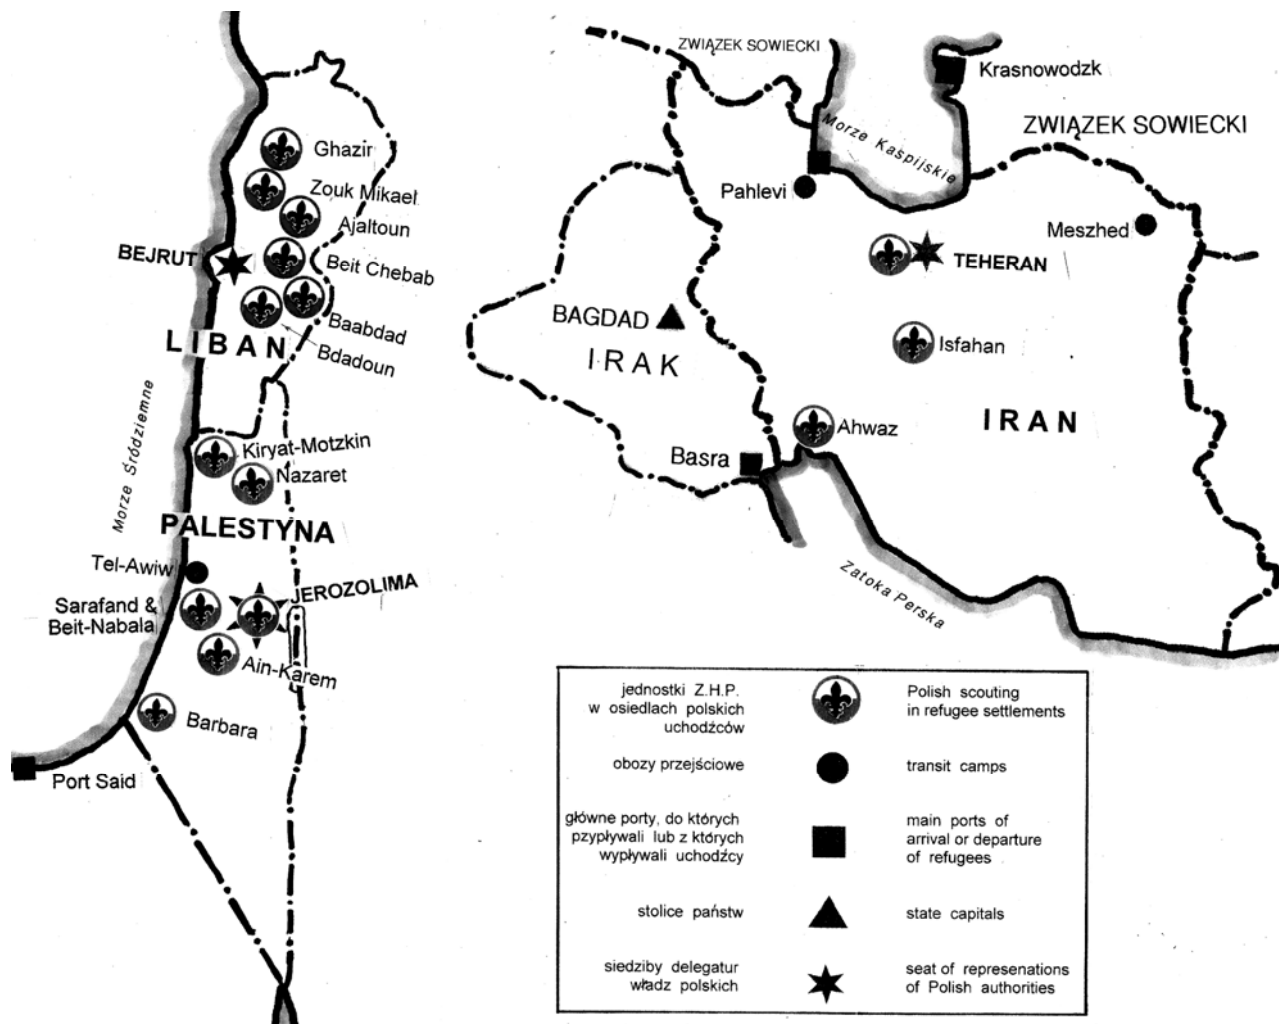 Ghazir
Zouk Mikael
Ajaltoun
BEJRUT
Beit Chebab
Baabdad
Bdadoun
LIBAN
Morze Śródziemne
Kiryat-Motzkin
Nazaret
PALESTYNA
Tel-Awiw
JEROZOLIMA
Sarafand &
Beit-Nabala
Ain-Karem
Barbara
Port Said
ZWIĄZEK SOWIECKI
Krasnowodzk
ZWIĄZEK SOWIECKI
Morze Kaspijskie
Pahlevi
Meszhed
TEHERAN
BAGDAD
IRAK
Isfahan
IRAN
Ahwaz
Basra
Zatoka Perska
jednostki Z.H.P.
w osiedlach polskich
uchodźców
Polish scouting
in refugee settlements
obozy przejściowe
transit camps
główne porty, do których
pzypływali lub z których
wypływali uchodźcy
main ports of
arrival or departure
of refugees
stolice państw
state capitals
siedziby delegatur
władz polskich
seat of represenations
of Polish authorities